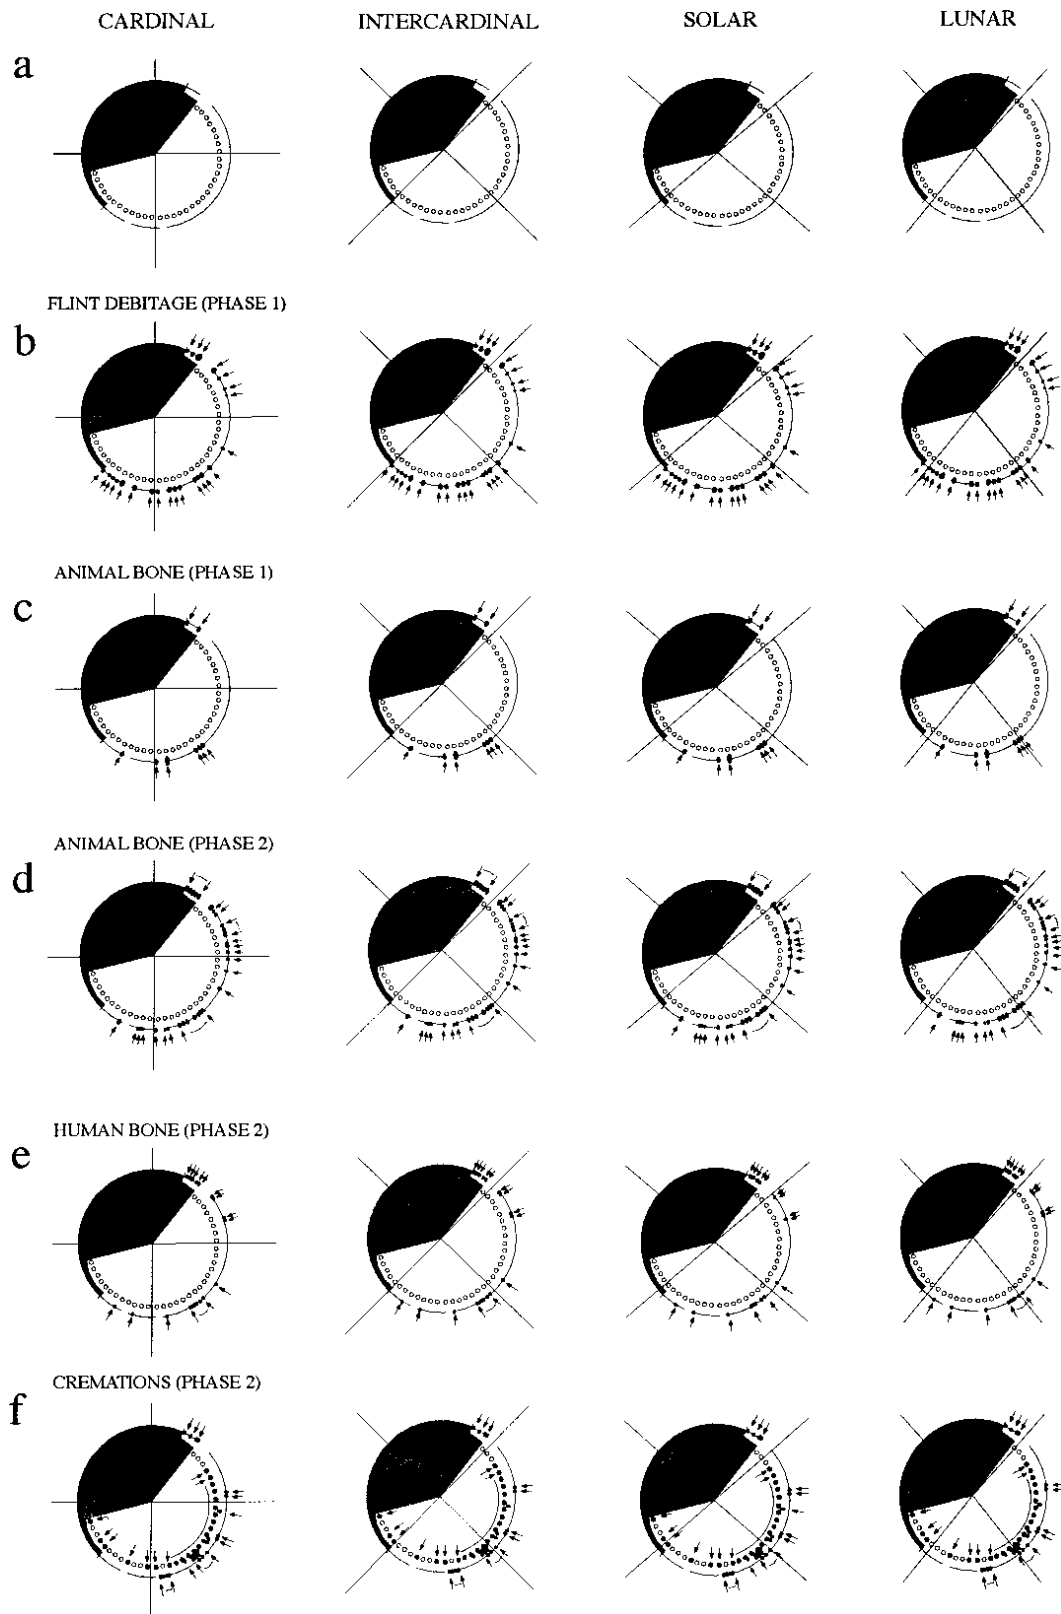 CARDINAL INTERCARDINAL SOLAR LUNAR
a
FLINT DEBITAGE (PHASE 1)
b
ANIMAL BONE (PHASE 1)
c
ANIMAL BONE (PHASE 2)
d
HUMAN BONE (PHASE 2)
e
CREMATIONS (PHASE 2)
f